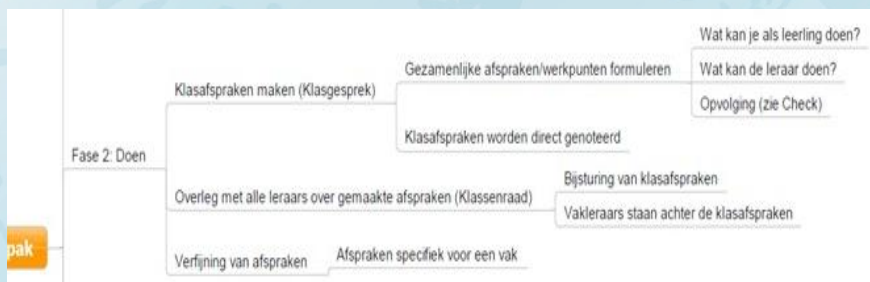 Wat kan je als leerling doen?
Gezamenlijke afspraken/werkpunten formuleren
Wat kan de leraar doen?
Klasafspraken maken (Klasgesprek)
Opvolging (zie Check)
Klasafspraken worden direct genoteerd
Fase 2: Doen
Bijsturing van klasafspraken
Overleg met alle leraars over gemaakte afspraken (Klassenraad)
Vakleraars staan achter de klasafspraken
pak
Verfijning van afspraken
Afspraken specifiek voor een vak